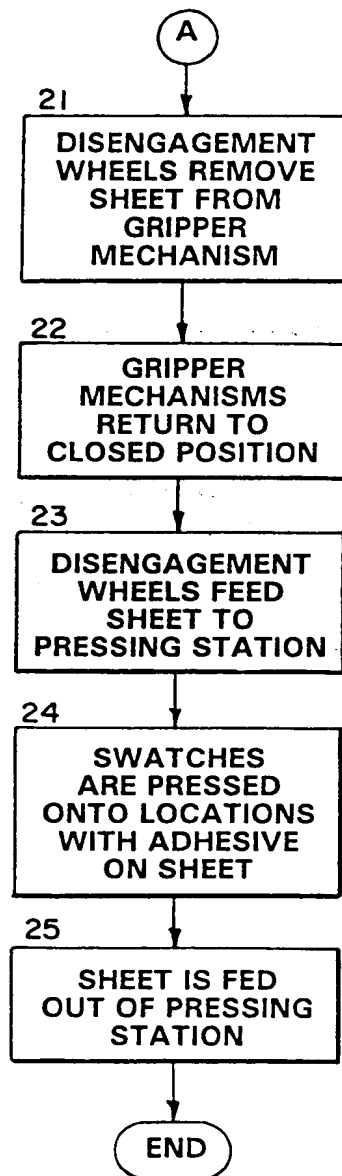 A
21
DISENGAGEMENT
WHEELS REMOVE
SHEET FROM
GRIPPER
MECHANISM
22
GRIPPER
MECHANISMS
RETURN TO
CLOSED POSITION
23
DISENGAGEMENT
WHEELS FEED
SHEET TO
PRESSING STATION
24
SWATCHES
ARE PRESSED
ONTO LOCATIONS
WITH ADHESIVE
ON SHEET
25
SHEET IS FED
OUT OF PRESSING
STATION
END